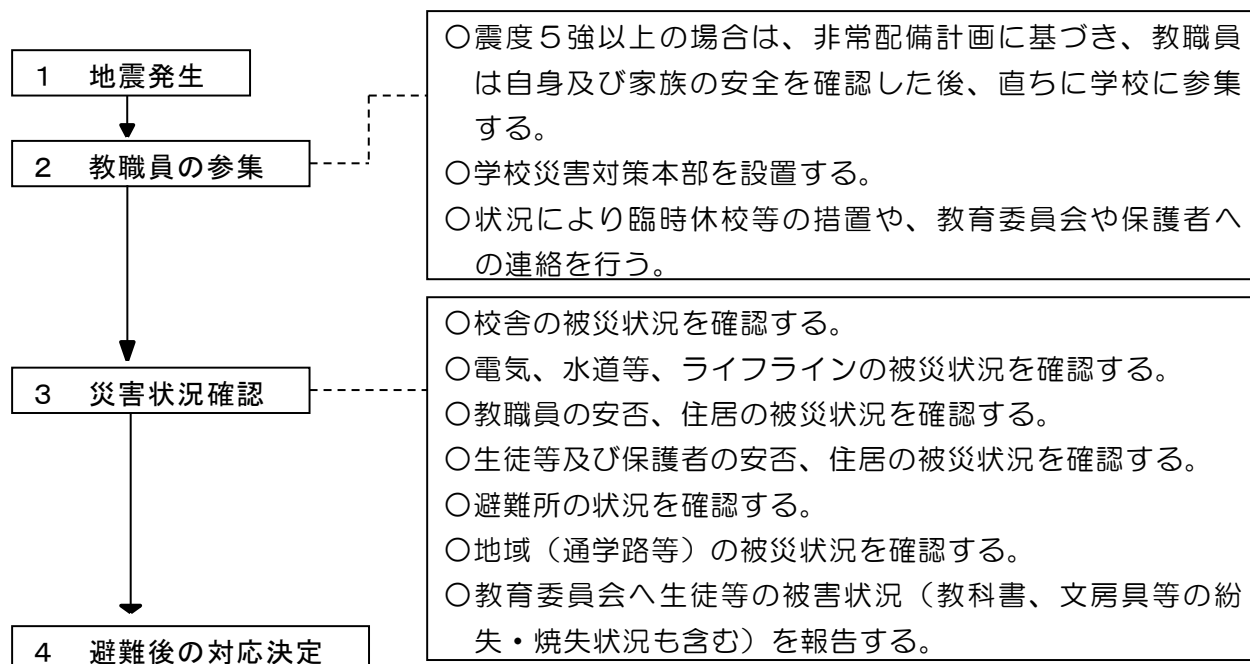 1 地震発生
2 教職員の参集
〇震度５強以上の場合は、非常配備計画に基づき、教職員
は自身及び家族の安全を確認した後、直ちに学校に参集
する。
〇学校災害対策本部を設置する。
〇状況により臨時休校等の措置や、教育委員会や保護者へ
の連絡を行う。
3 災害状況確認
〇校舎の被災状況を確認する。
〇電気、水道等、ライフラインの被災状況を確認する。
〇教職員の安否、住居の被災状況を確認する。
〇生徒等及び保護者の安否、住居の被災状況を確認する。
〇避難所の状況を確認する。
〇地域（通学路等）の被災状況を確認する。
〇教育委員会へ生徒等の被害状況（教科書、文房具等の紛
失・焼失状況も含む）を報告する。
4 避難後の対応決定